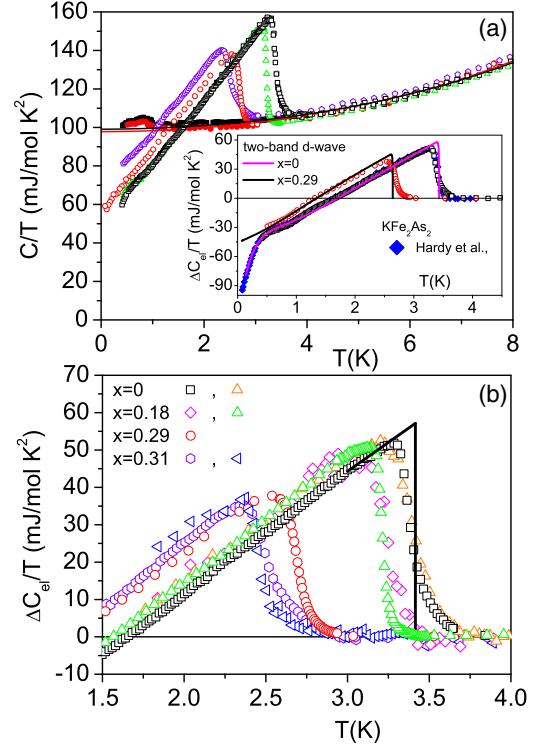 (a)
C/T (mJ/mol K²)
160
140
120
100
80
60
40
20
0
0 2 4 6 8
T(K)
two-band d-wave
x=0
x=0.29
ΔC_el/T (mJ/mol K²)
60
30
0
-30
-60
-90
0 1 2 3 4
T(K)
KFe₂As₂
Hardy et al.,
(b)
ΔC_el/T (mJ/mol K²)
70
60
50
40
30
20
10
0
-10
1.5 2.0 2.5 3.0 3.5 4.0
T(K)
x=0 ,
x=0.18 ,
x=0.29
x=0.31 ,